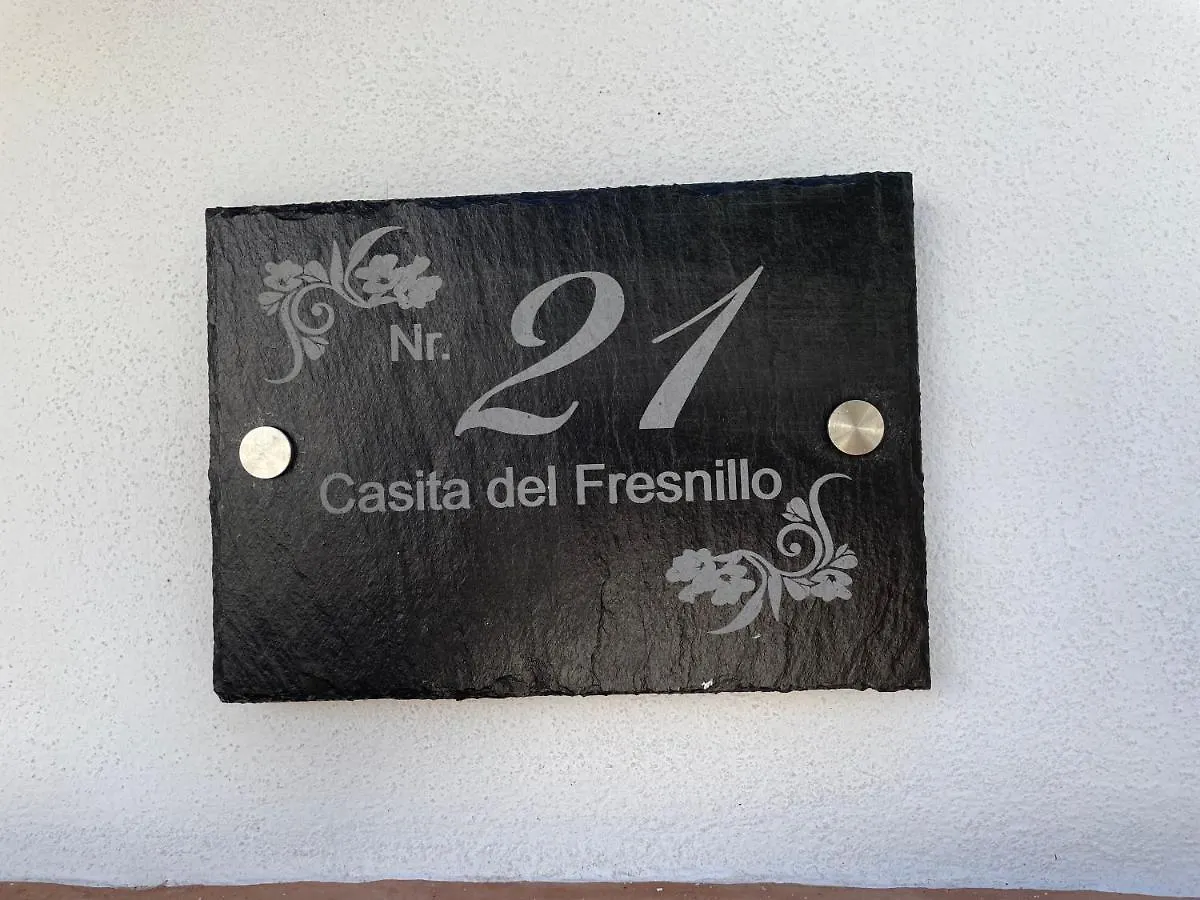 Nr. 21
Casita del Fresnillo